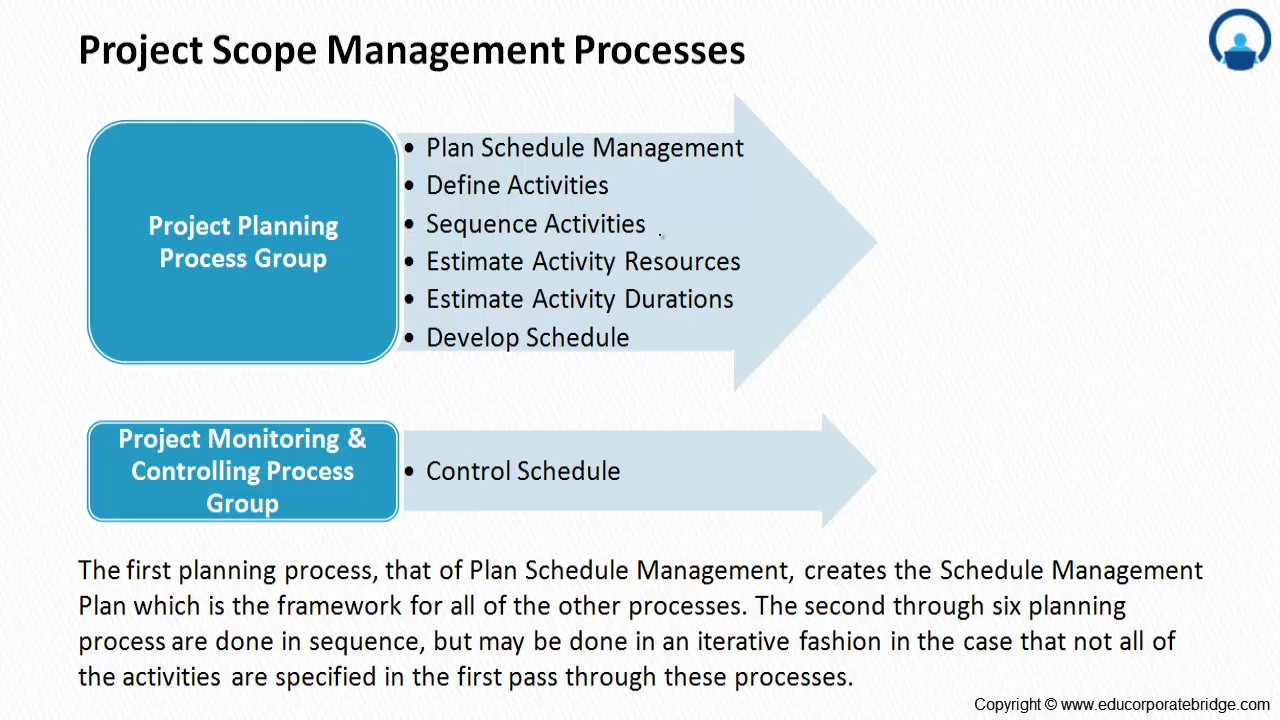 Project Scope Management Processes
Project Planning
Process Group
• Plan Schedule Management
• Define Activities
• Sequence Activities
• Estimate Activity Resources
• Estimate Activity Durations
• Develop Schedule
Project Monitoring &
Controlling Process
Group
• Control Schedule
The first planning process, that of Plan Schedule Management, creates the Schedule Management
Plan which is the framework for all of the other processes. The second through six planning
process are done in sequence, but may be done in an iterative fashion in the case that not all of
the activities are specified in the first pass through these processes.
Copyright © www.educorporatebridge.com